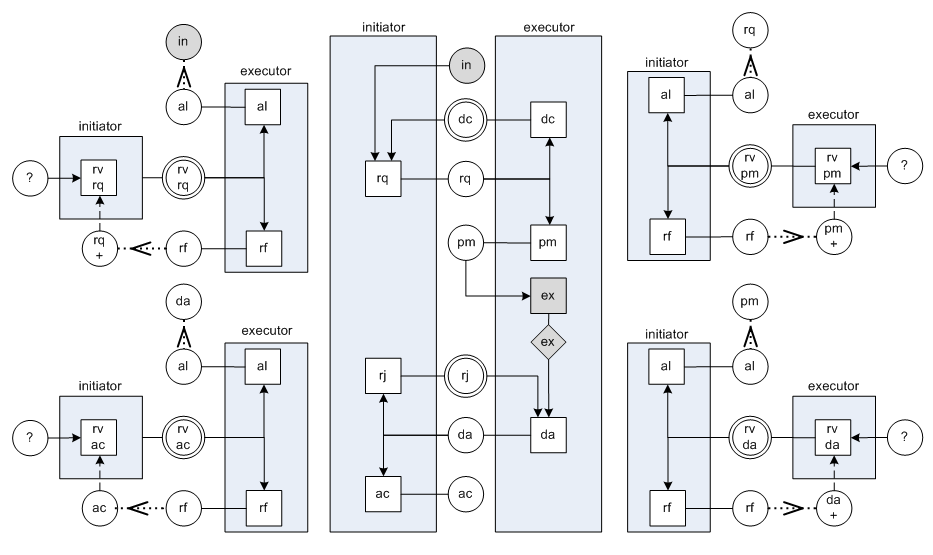 in
executor
al
al
initiator
?
rv
rq
rv
rq
rq
+
rf
rf
da
executor
al
al
initiator
?
rv
ac
rv
ac
ac
rf
rf
initiator
executor
in
dc
dc
rq
rq
pm
pm
ex
ex
rj
rj
da
da
ac
ac
rq
initiator
al
al
executor
rv
pm
rv
pm
?
rf
rf
pm
+
pm
initiator
al
al
executor
rv
da
rv
da
?
rf
rf
da
+